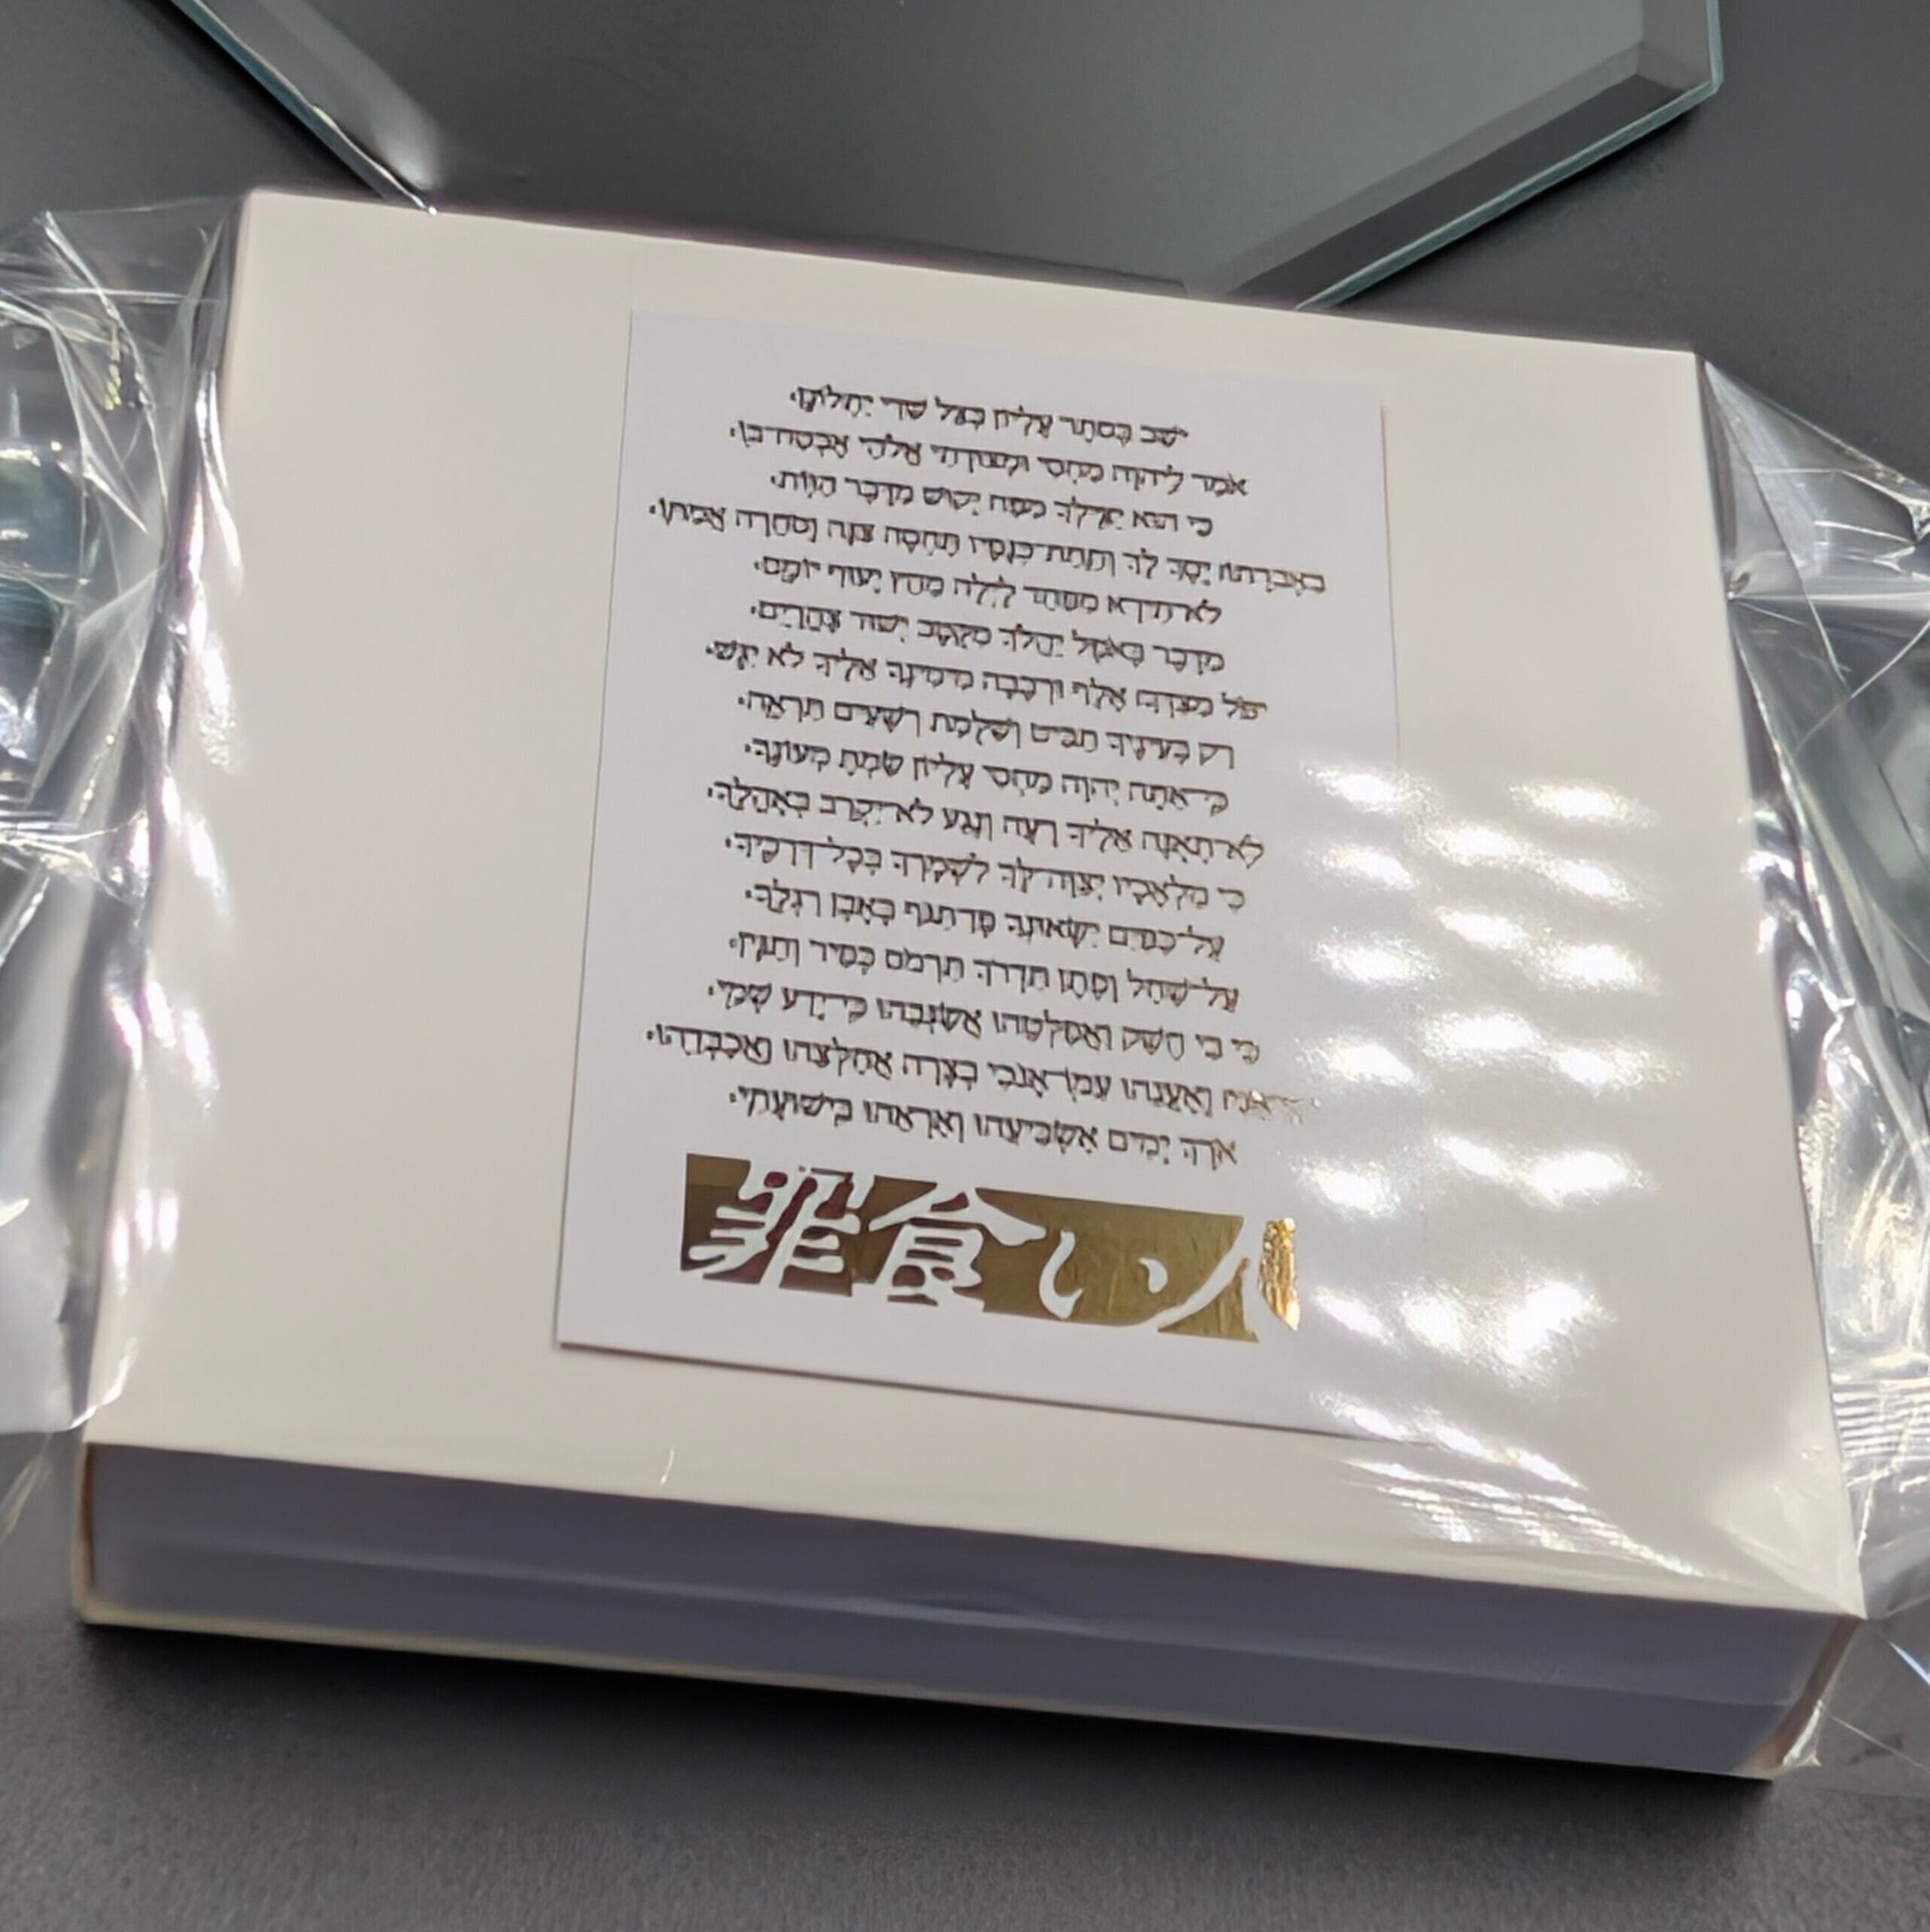 ישב בסתר עליון בצל שדי יתלונן.
אמר ליהוה מחסי ומצודתי אלהי אבטח־בו.
כי הוא יצילך מפח יקוש מדבר הוות.
באברתו יסך לך ותחת־כנפיו תחסה צנה וסחרה אמתו.
לא־תירא מפחד לילה מחץ יעוף יומם.
מדבר באפל יהלך מקטב ישוד צהרים.
יפל מצדך אלף ורבבה מימינך אליך לא יגש.
רק בעיניך תביט ושלמת רשעים תראה.
כי־אתה יהוה מחסי עליון שמת מעונך.
לא־תאנה אליך רעה ונגע לא־יקרב באהלך.
כי מלאכיו יצוה־לך לשמרך בכל־דרכיך.
על־כפים ישאונך פן־תגף באבן רגלך.
על־שחל ופתן תדרך תרמס כפיר ותנין.
כי בי חשק ואפלטהו אשגבהו כי־ידע שמי.
יקראני ואענהו עמו־אנכי בצרה אחלצהו ואכבדהו.
ארך ימים אשביעהו ואראהו בישועתי.
罪食い人